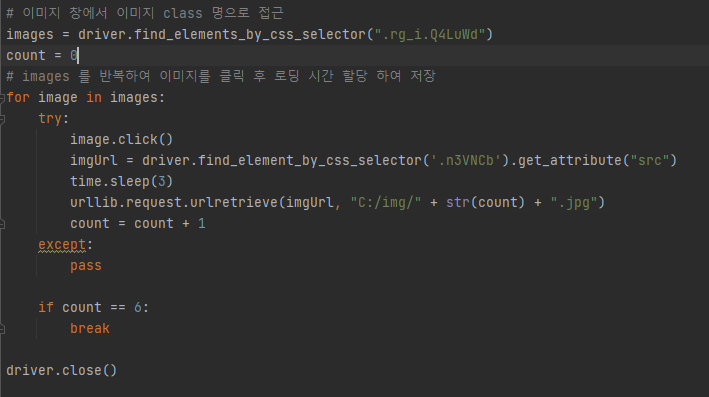 # 이미지 창에서 이미지 class 명으로 접근
images = driver.find_elements_by_css_selector(".rg_i.Q4LuWd")
count = 0
# images 를 반복하여 이미지를 클릭 후 로딩 시간 할당 하여 저장
for image in images:
    try:
        image.click()
        imgUrl = driver.find_element_by_css_selector('.n3VNCb').get_attribute("src")
        time.sleep(3)
        urllib.request.urlretrieve(imgUrl, "C:/img/" + str(count) + ".jpg")
        count = count + 1
    except:
        pass

    if count == 6:
        break

driver.close()